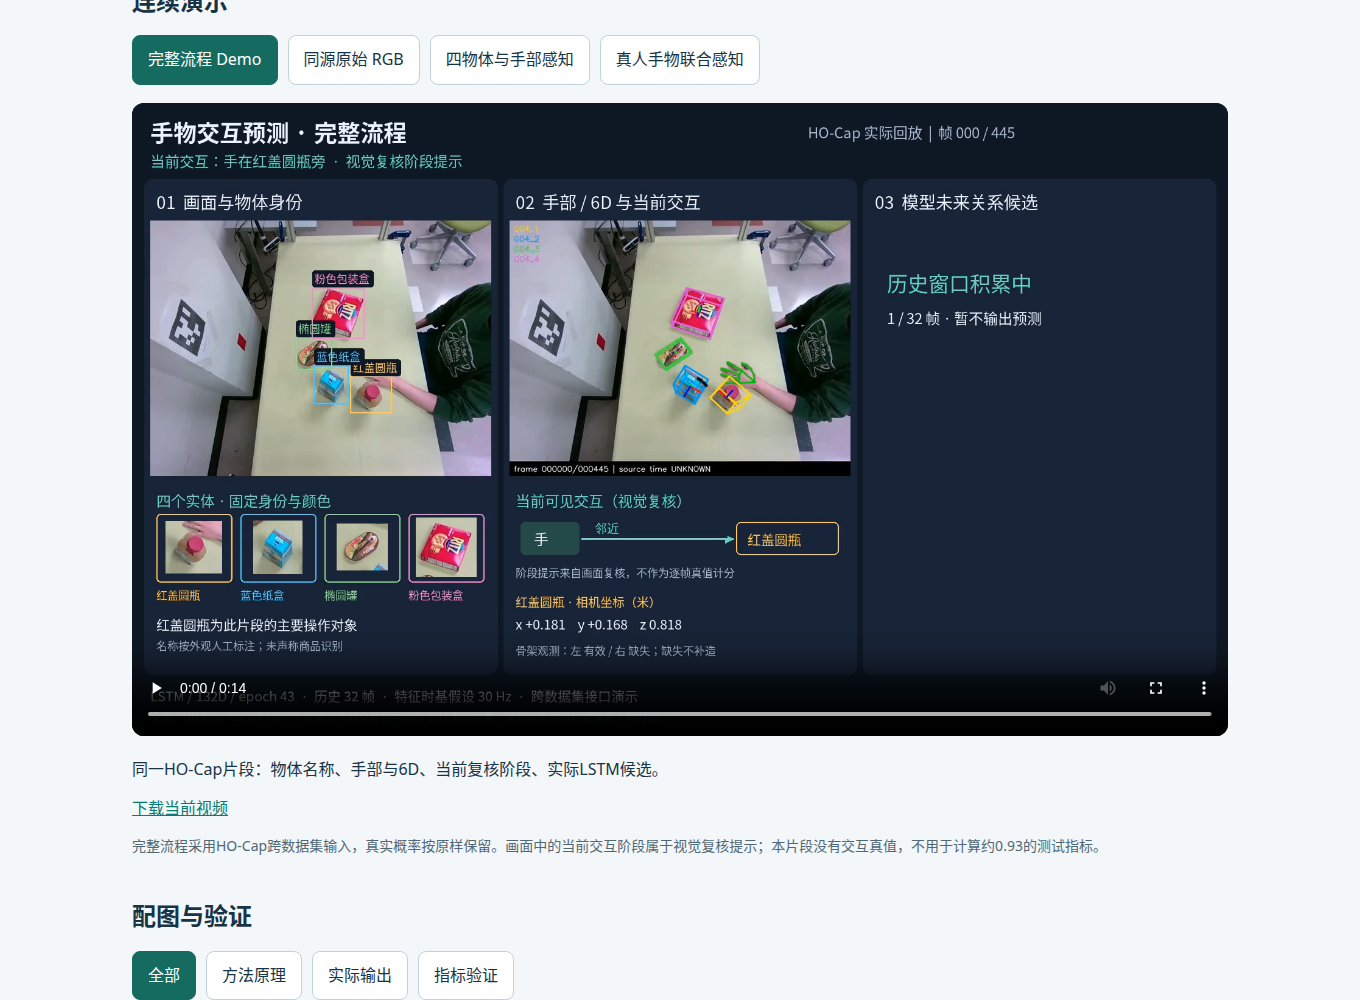 连续演示
完整流程 Demo
同源原始 RGB
四物体与手部感知
真人手物联合感知
手物交互预测 · 完整流程
HO-Cap 实际回放 | 帧 000 / 445
当前交互：手在红盖圆瓶旁 · 视觉复核阶段提示
01 画面与物体身份
粉色包装盒
椭圆罐
蓝色纸盒
红盖圆瓶
四个实体 · 固定身份与颜色
红盖圆瓶
蓝色纸盒
椭圆罐
粉色包装盒
红盖圆瓶为此片段的主要操作对象
名称按外观人工标注；未声称商品识别
02 手部 / 6D 与当前交互
G04_1
G04_2
G04_3
G04_4
frame 000000/000445 | source time UNKNOWN
当前可见交互（视觉复核）
手
邻近
红盖圆瓶
阶段提示来自画面复核，不作为逐帧真值计分
红盖圆瓶 · 相机坐标（米）
x +0.181 y +0.168 z 0.818
骨架观测：左 有效 / 右 缺失；缺失不补造
03 模型未来关系候选
历史窗口积累中
1 / 32 帧 · 暂不输出预测
LSTM / 132D / epoch 43 · 历史 32 帧 · 特征时基假设 30 Hz · 跨数据集接口演示
0:00 / 0:14
同一HO-Cap片段：物体名称、手部与6D、当前复核阶段、实际LSTM候选。
下载当前视频
完整流程采用HO-Cap跨数据集输入，真实概率按原样保留。画面中的当前交互阶段属于视觉复核提示；本片段没有交互真值，不用于计算约0.93的测试指标。
配图与验证
全部
方法原理
实际输出
指标验证